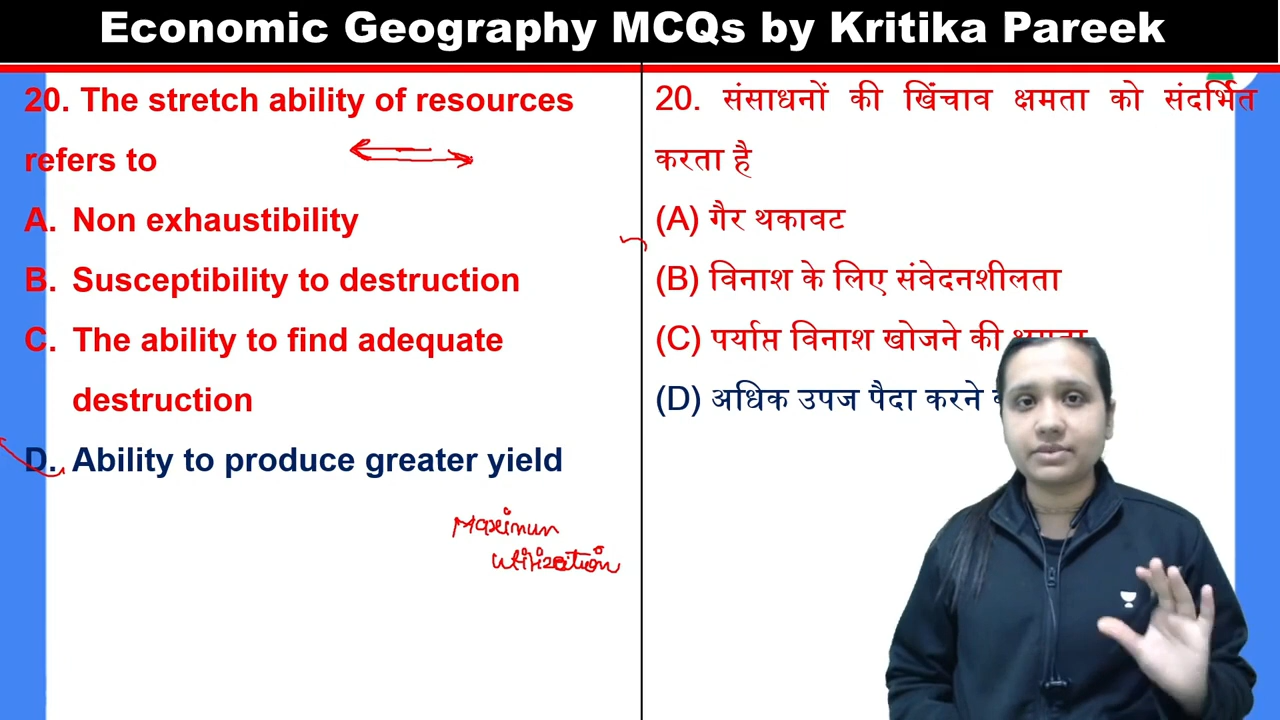 Economic Geography MCQs by Kritika Pareek
20. The stretch ability of resources
refers to
A. Non exhaustibility
B. Susceptibility to destruction
C. The ability to find adequate
destruction
D. Ability to produce greater yield
Maximun
utilization
20. संसाधनों की खिंचाव क्षमता को संदर्भित
करता है
(A) गैर थकावट
(B) विनाश के लिए संवेदनशीलता
(C) पर्याप्त विनाश खोजने की क्षमता
(D) अधिक उपज पैदा करने